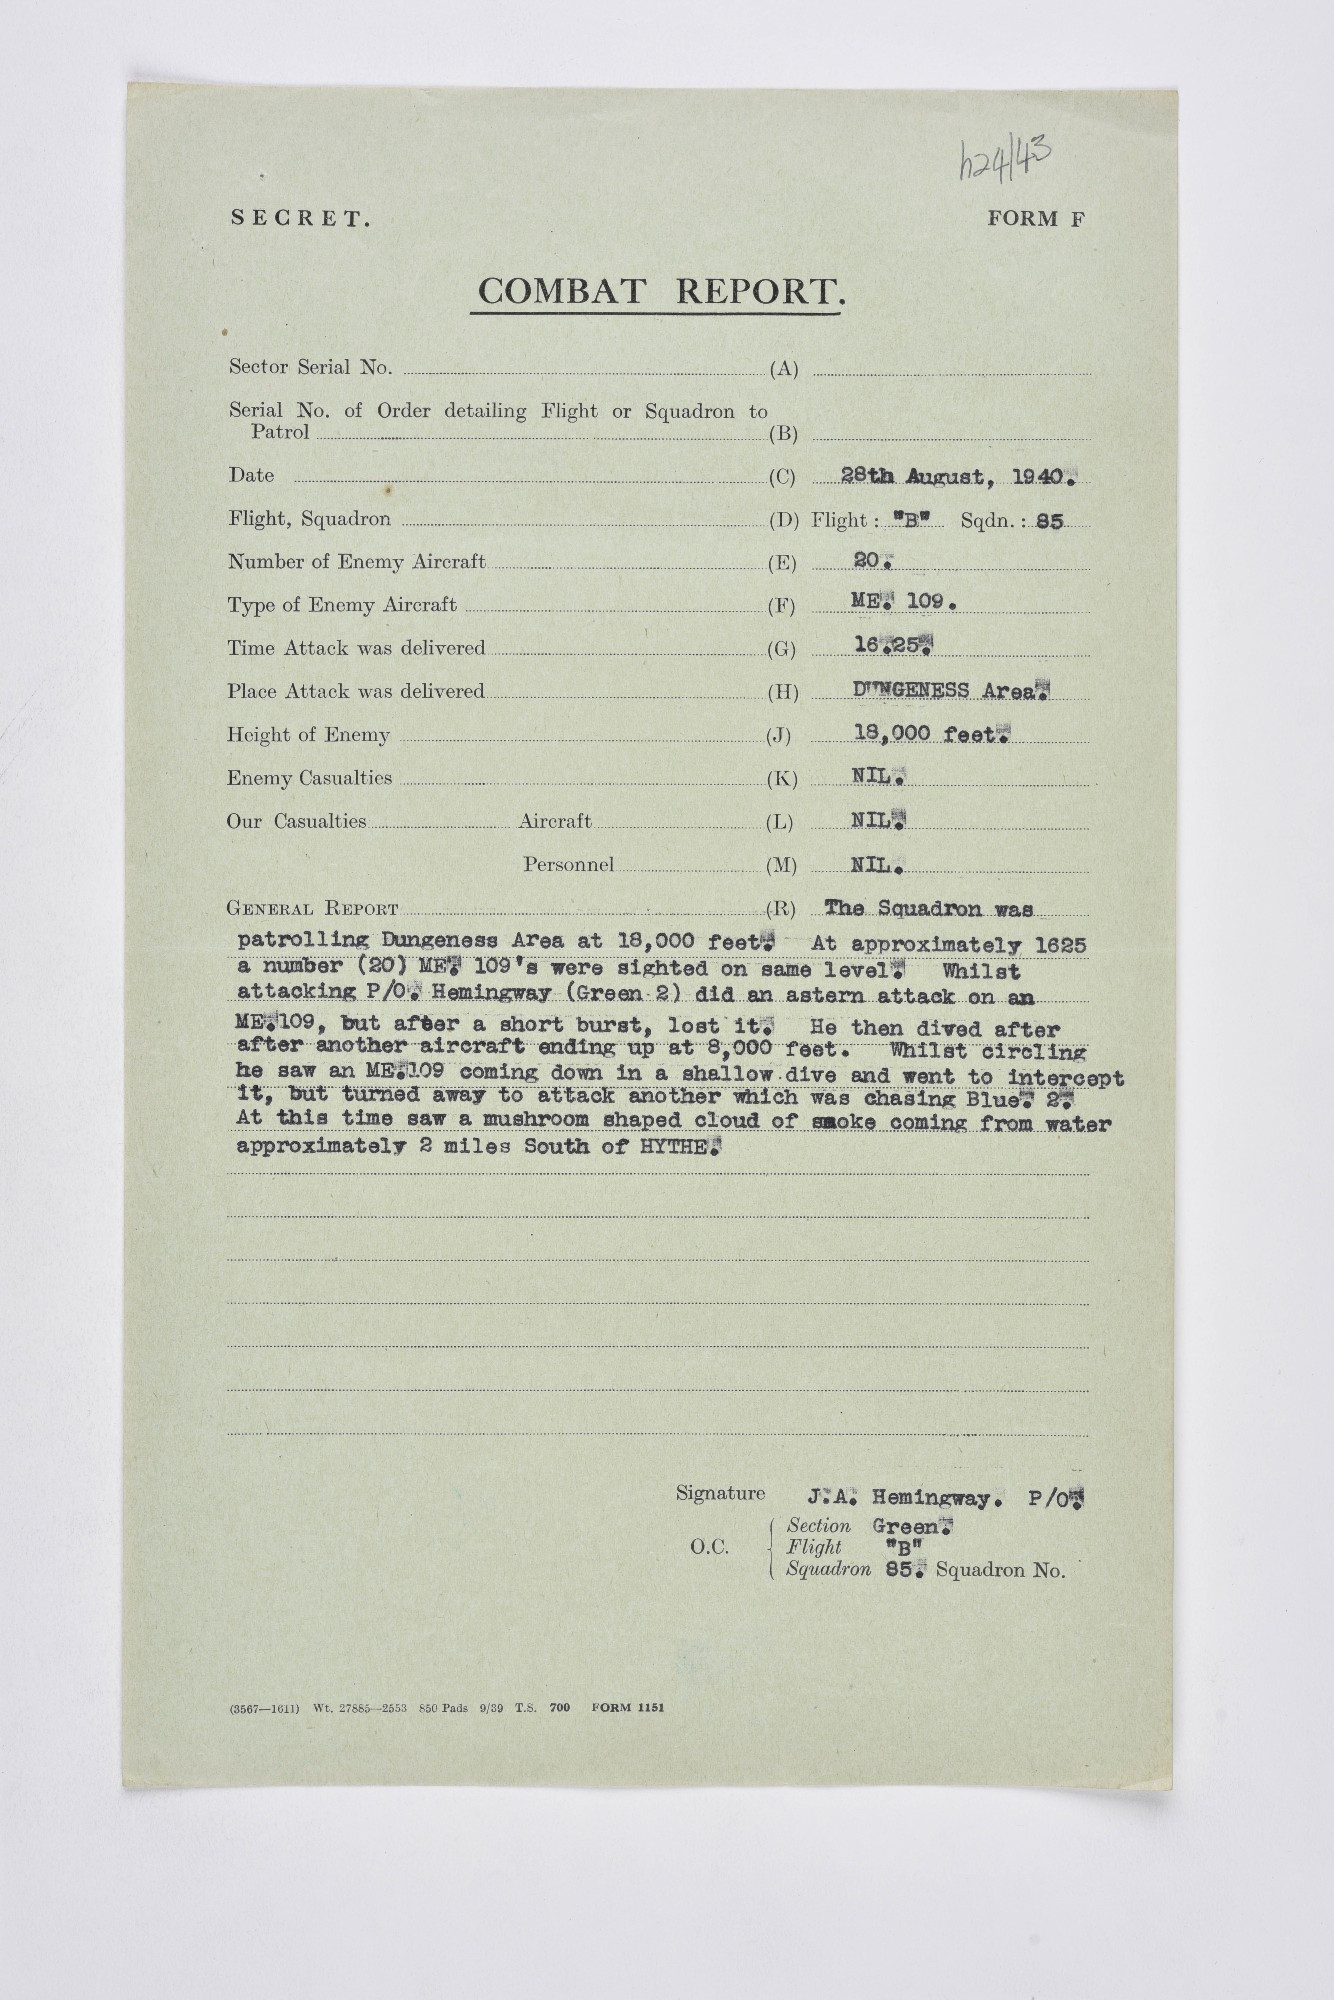 h24/43
SECRET. FORM F
COMBAT REPORT.
Sector Serial No. (A)
Serial No. of Order detailing Flight or Squadron to
Patrol (B)
Date (C) 28th August, 1940.
Flight, Squadron (D) Flight : "B" Sqdn. : 85
Number of Enemy Aircraft (E) 20.
Type of Enemy Aircraft (F) ME. 109.
Time Attack was delivered (G) 16.25.
Place Attack was delivered (H) DUNGENESS Area.
Height of Enemy (J) 18,000 feet.
Enemy Casualties (K) NIL.
Our Casualties Aircraft (L) NIL.
Personnel (M) NIL.
GENERAL REPORT (R) The Squadron was
patrolling Dungeness Area at 18,000 feet. At approximately 1625
a number (20) ME. 109's were sighted on same level. Whilst
attacking P/O. Hemingway (Green 2) did an astern attack on an
ME.109, but after a short burst, lost it. He then dived after
after another aircraft ending up at 8,000 feet. Whilst circling
he saw an ME.109 coming down in a shallow dive and went to intercept
it, but turned away to attack another which was chasing Blue. 2.
At this time saw a mushroom shaped cloud of smoke coming from water
approximately 2 miles South of HYTHE.
Signature J.A. Hemingway. P/O.
Section Green.
O.C. Flight "B"
Squadron 85. Squadron No.
(3567—1611) Wt. 27885—2553 850 Pads 9/39 T.S. 700 FORM 1151